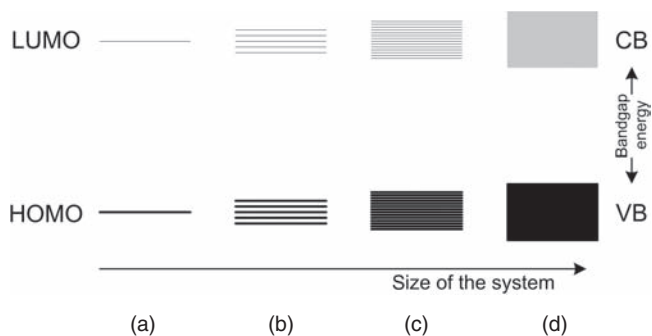 LUMO
CB
Bandgap
energy
HOMO
VB
Size of the system
(a) (b) (c) (d)